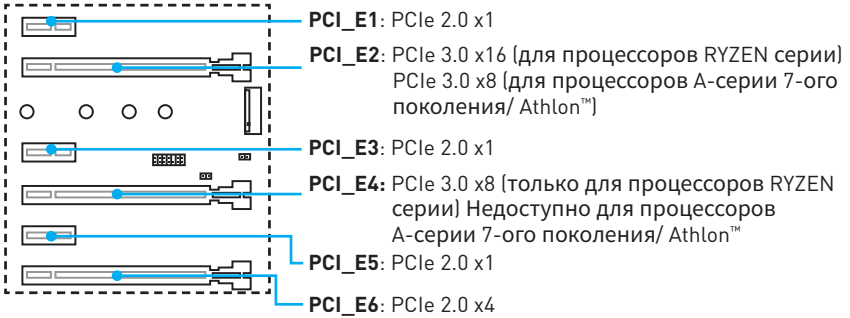 PCI_E1: PCIe 2.0 x1
PCI_E2: PCIe 3.0 x16 (для процессоров RYZEN серии)
PCIe 3.0 x8 (для процессоров A-серии 7-ого
поколения/ Athlon™)
PCI_E3: PCIe 2.0 x1
PCI_E4: PCIe 3.0 x8 (только для процессоров RYZEN
серии) Недоступно для процессоров
A-серии 7-ого поколения/ Athlon™
PCI_E5: PCIe 2.0 x1
PCI_E6: PCIe 2.0 x4